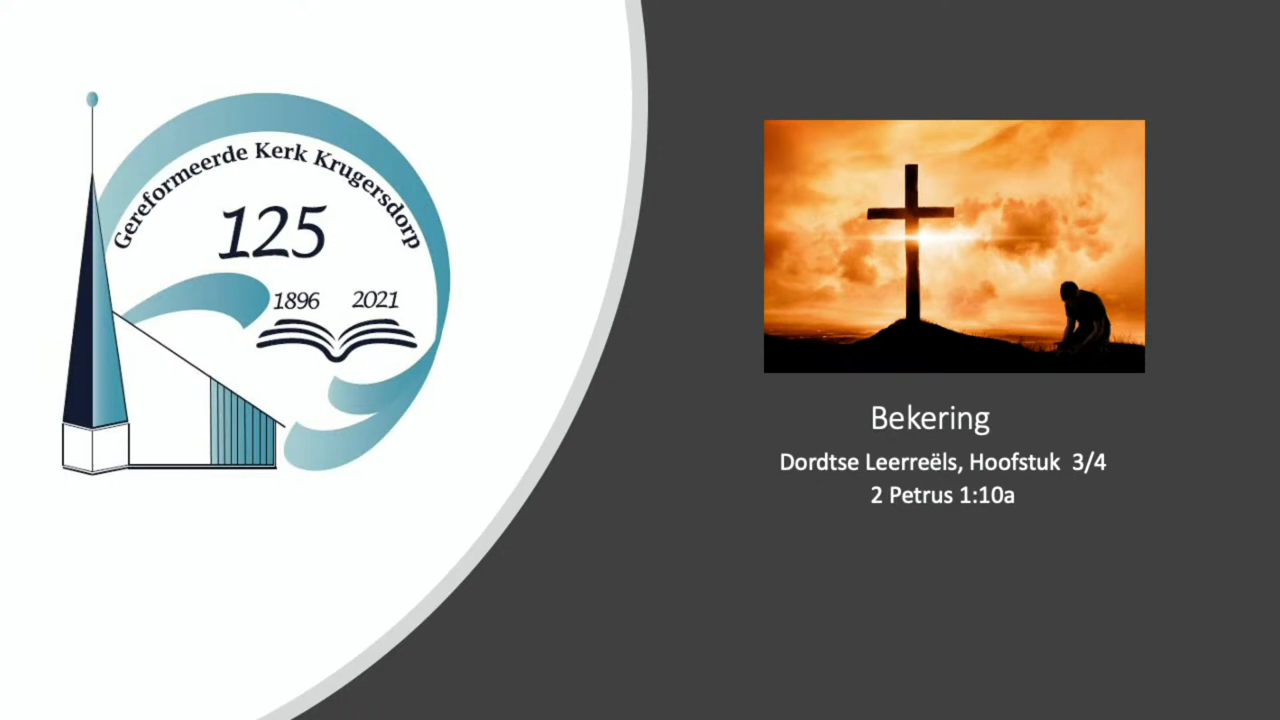 Gereformeerde Kerk Krugersdorp
125
1896 2021
Bekering
Dordtse Leerreëls, Hoofstuk 3/4
2 Petrus 1:10a